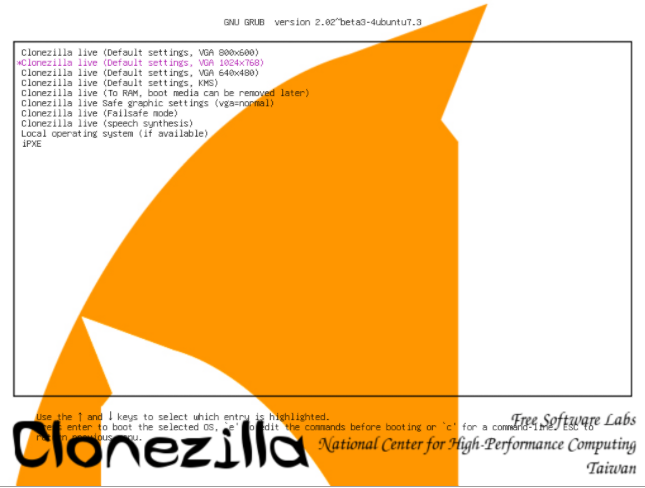 GNU GRUB version 2.02~beta3-4ubuntu7.3
Clonezilla live (Default settings, VGA 800x600)
*Clonezilla live (Default settings, VGA 1024x768)
Clonezilla live (Default settings, VGA 640x480)
Clonezilla live (Default settings, KMS)
Clonezilla live (To RAM, boot media can be removed later)
Clonezilla live Safe graphic settings (vga=normal)
Clonezilla live (Failsafe mode)
Clonezilla live (speech synthesis)
Local operating system (if available)
iPXE
Use the ↑ and ↓ keys to select which entry is highlighted.
enter to boot the selected OS, `e' to edit the commands before booting or `c' for a command-line. ESC to
menu.
Clonezilla
Free Software Labs
National Center for High-Performance Computing
Taiwan